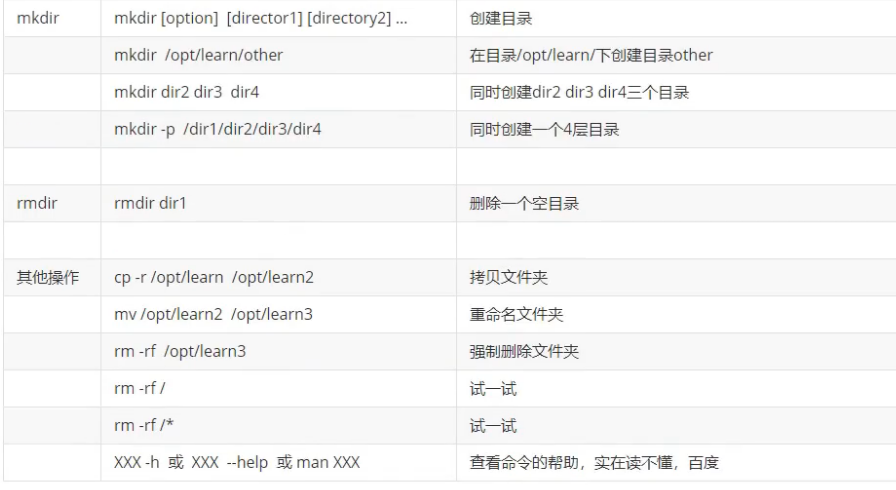 mkdir mkdir [option] [director1] [directory2] ... 创建目录
mkdir /opt/learn/other 在目录/opt/learn/下创建目录other
mkdir dir2 dir3 dir4 同时创建dir2 dir3 dir4三个目录
mkdir -p /dir1/dir2/dir3/dir4 同时创建一个4层目录
rmdir rmdir dir1 删除一个空目录
其他操作 cp -r /opt/learn /opt/learn2 拷贝文件夹
mv /opt/learn2 /opt/learn3 重命名文件夹
rm -rf /opt/learn3 强制删除文件夹
rm -rf / 试一试
rm -rf /* 试一试
XXX -h 或 XXX --help 或 man XXX 查看命令的帮助，实在读不懂，百度